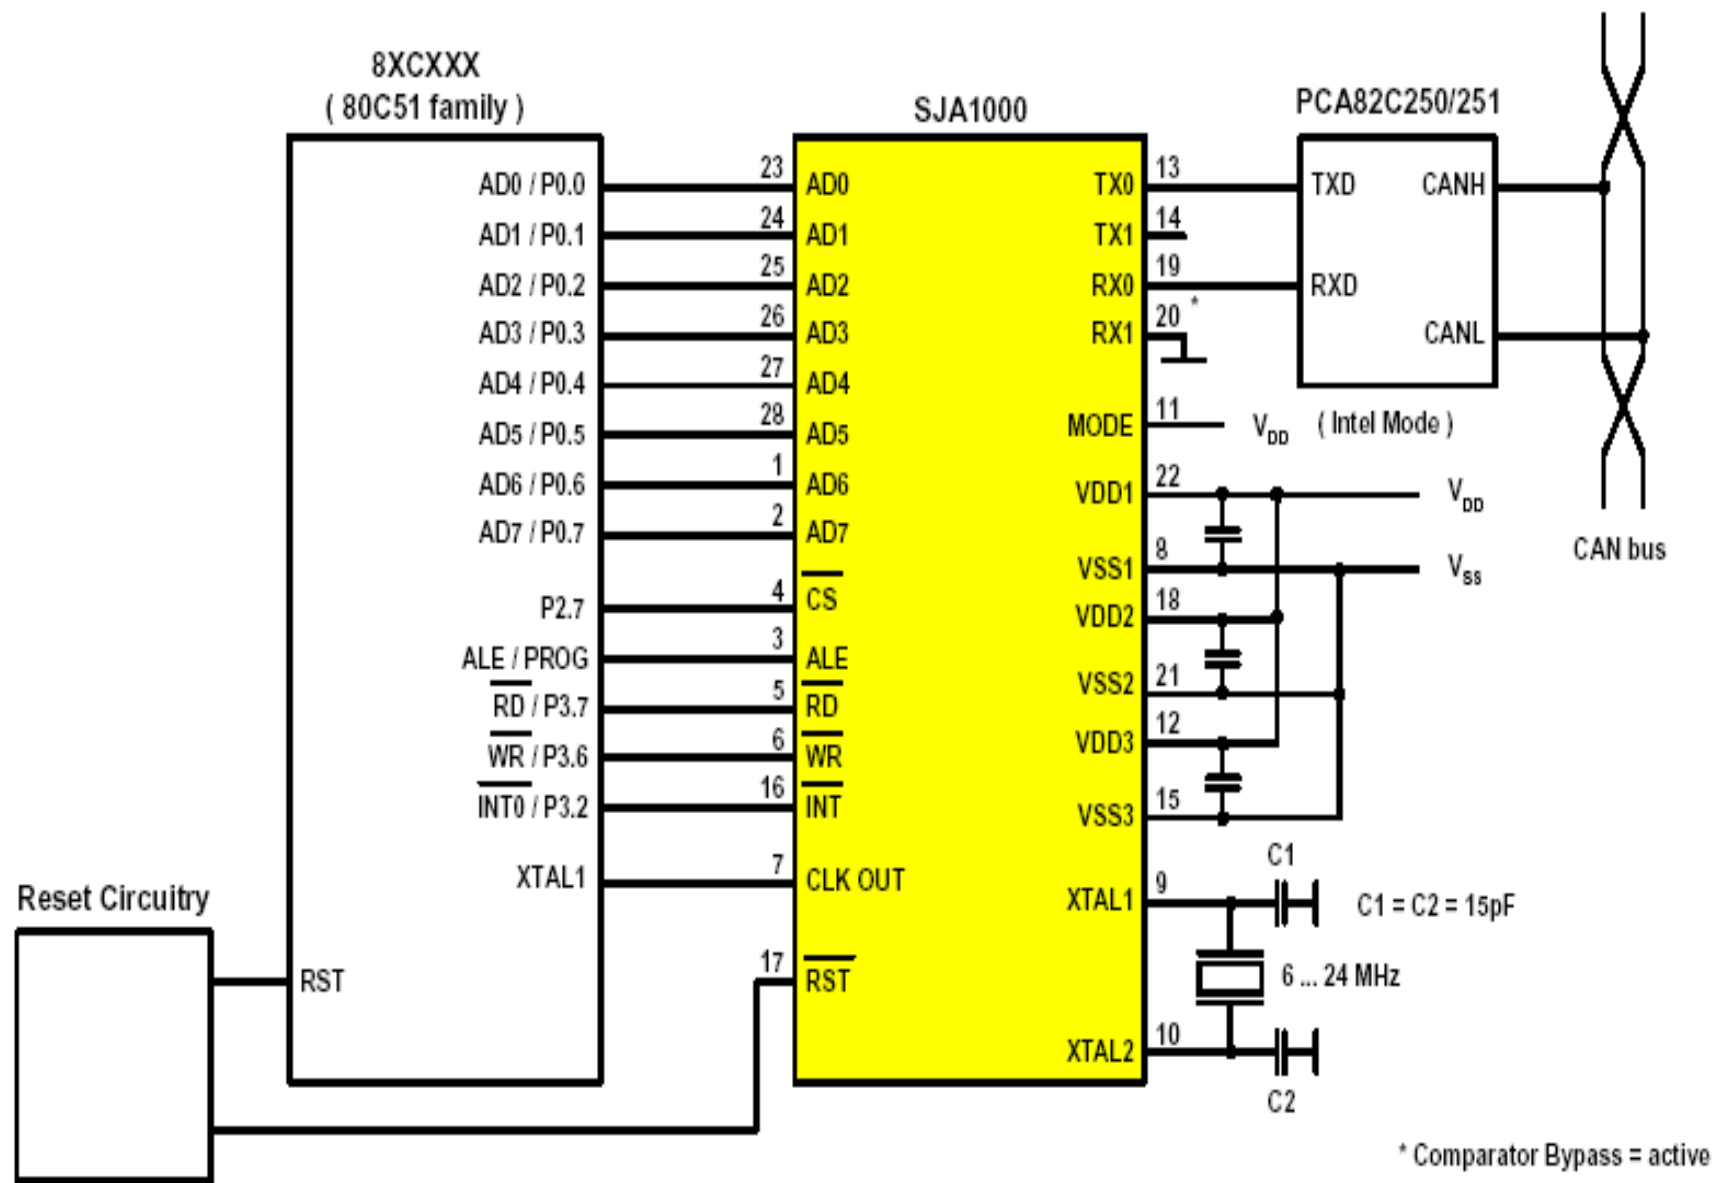 8XCXXX
( 80C51 family )
SJA1000
PCA82C250/251
AD0 / P0.0
23
AD0
TX0
13
TXD
CANH
AD1 / P0.1
24
AD1
TX1
14
AD2 / P0.2
25
AD2
RX0
19
RXD
AD3 / P0.3
26
AD3
RX1
20
*
CANL
AD4 / P0.4
27
AD4
AD5 / P0.5
28
AD5
MODE
11
VDD
( Intel Mode )
AD6 / P0.6
1
AD6
VDD1
22
VDD
AD7 / P0.7
2
AD7
CAN bus
VSS1
8
VSS
P2.7
4
CS
VDD2
18
ALE / PROG
3
ALE
VSS2
21
RD / P3.7
5
RD
WR / P3.6
6
WR
VDD3
12
INT0 / P3.2
16
INT
VSS3
15
XTAL1
7
CLK OUT
XTAL1
9
C1
C1 = C2 = 15pF
Reset Circuitry
RST
17
RST
6 ... 24 MHz
XTAL2
10
C2
* Comparator Bypass = active